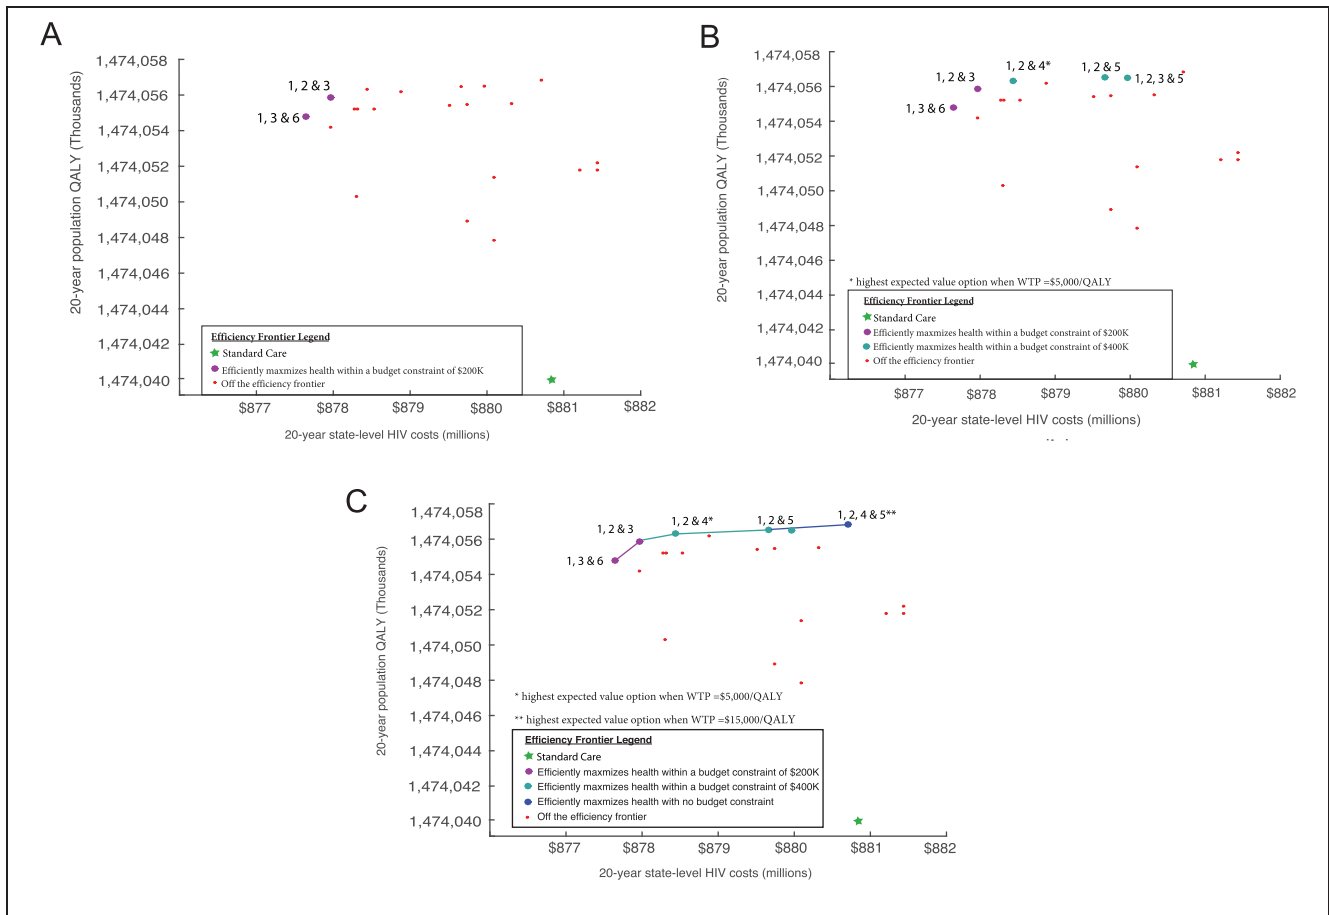 A
20-year population QALY (Thousands)
1,474,058
1,474,056
1,474,054
1,474,052
1,474,050
1,474,048
1,474,046
1,474,044
1,474,042
1,474,040
1, 2 & 3
1, 3 & 6
Efficiency Frontier Legend
Standard Care
Efficiently maxmizes health within a budget constraint of $200K
Off the efficiency frontier
$877 $878 $879 $880 $881 $882
20-year state-level HIV costs (millions)
B
20-year population QALY (Thousands)
1,474,058
1,474,056
1,474,054
1,474,052
1,474,050
1,474,048
1,474,046
1,474,044
1,474,042
1,474,040
1, 2 & 4*
1, 2 & 5
1, 2 & 3
1, 2, 3 & 5
1, 3 & 6
* highest expected value option when WTP =$5,000/QALY
Efficiency Frontier Legend
Standard Care
Efficiently maxmizes health within a budget constraint of $200K
Efficiently maxmizes health within a budget constraint of $400K
Off the efficiency frontier
$877 $878 $879 $880 $881 $882
20-year state-level HIV costs (millions)
C
20-year population QALY (Thousands)
1,474,058
1,474,056
1,474,054
1,474,052
1,474,050
1,474,048
1,474,046
1,474,044
1,474,042
1,474,040
1, 2, 4 & 5**
1, 2 & 4*
1, 2 & 5
1, 2 & 3
1, 3 & 6
* highest expected value option when WTP =$5,000/QALY
** highest expected value option when WTP =$15,000/QALY
Efficiency Frontier Legend
Standard Care
Efficiently maxmizes health within a budget constraint of $200K
Efficiently maxmizes health within a budget constraint of $400K
Efficiently maxmizes health with no budget constraint
Off the efficiency frontier
$877 $878 $879 $880 $881 $882
20-year state-level HIV costs (millions)